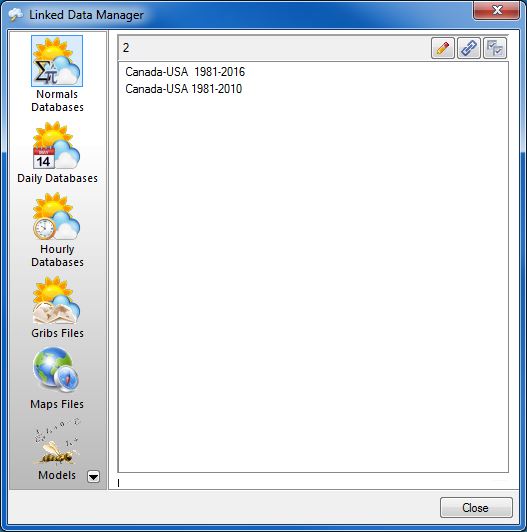 Linked Data Manager
Normals
Databases
Daily Databases
Hourly
Databases
Gribs Files
Maps Files
Models
2
Canada-USA  1981-2016
Canada-USA 1981-2010
14
Close